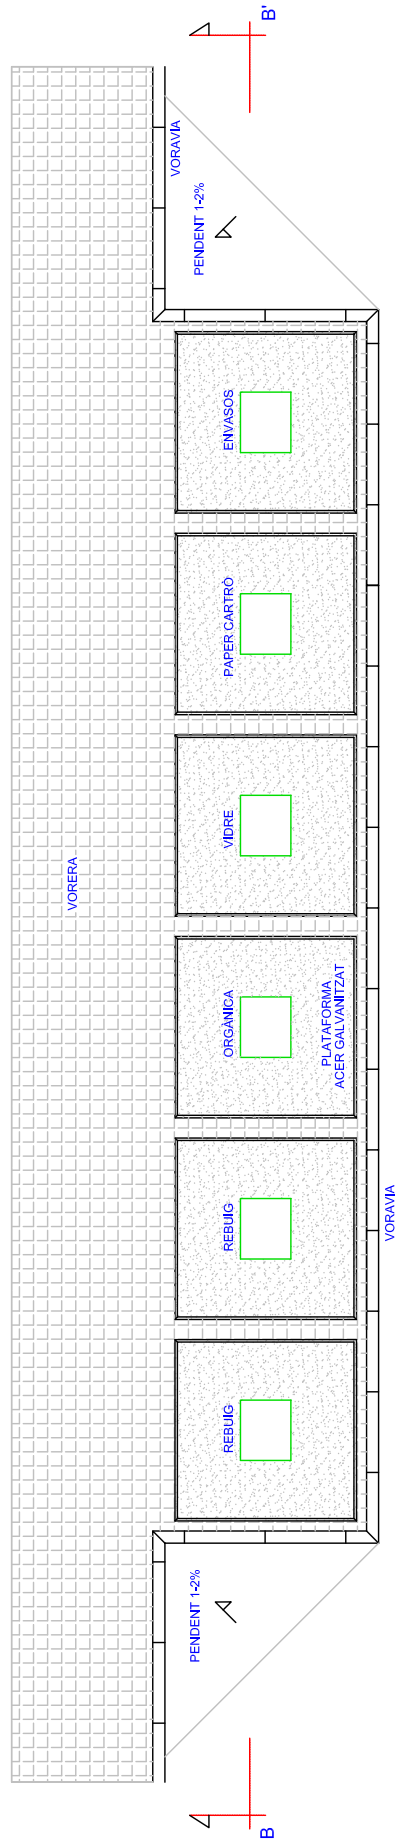 B'
VORAVIA
PENDENT 1-2%
ENVASOS
PAPER CARTRÓ
VIDRE
VORERA
ORGÀNICA
PLATAFORMA
ACER GALVANITZAT
REBUIG
VORAVIA
REBUIG
PENDENT 1-2%
B